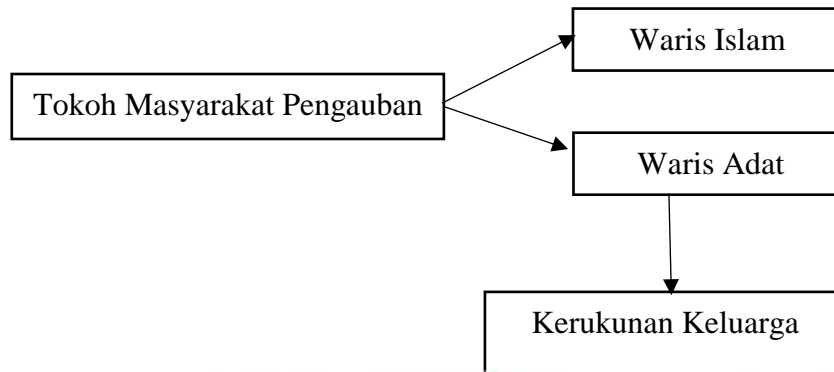 Waris Islam
Tokoh Masyarakat Pengauban
Waris Adat
Kerukunan Keluarga